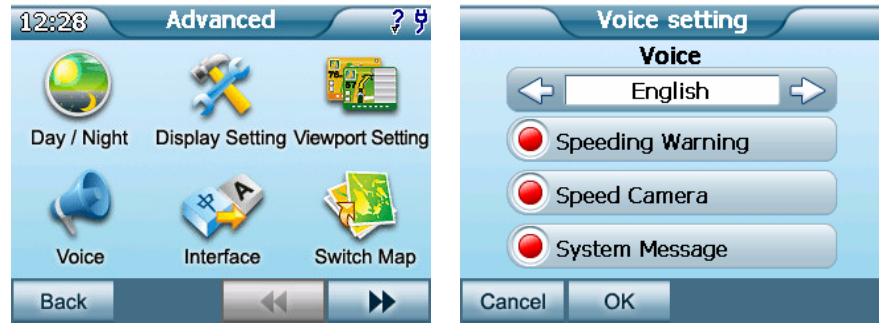 12:28 Advanced ?
Day / Night Display Setting Viewport Setting
中 A
Voice Interface Switch Map
Back
Voice setting
Voice
English
Speeding Warning
Speed Camera
System Message
Cancel OK